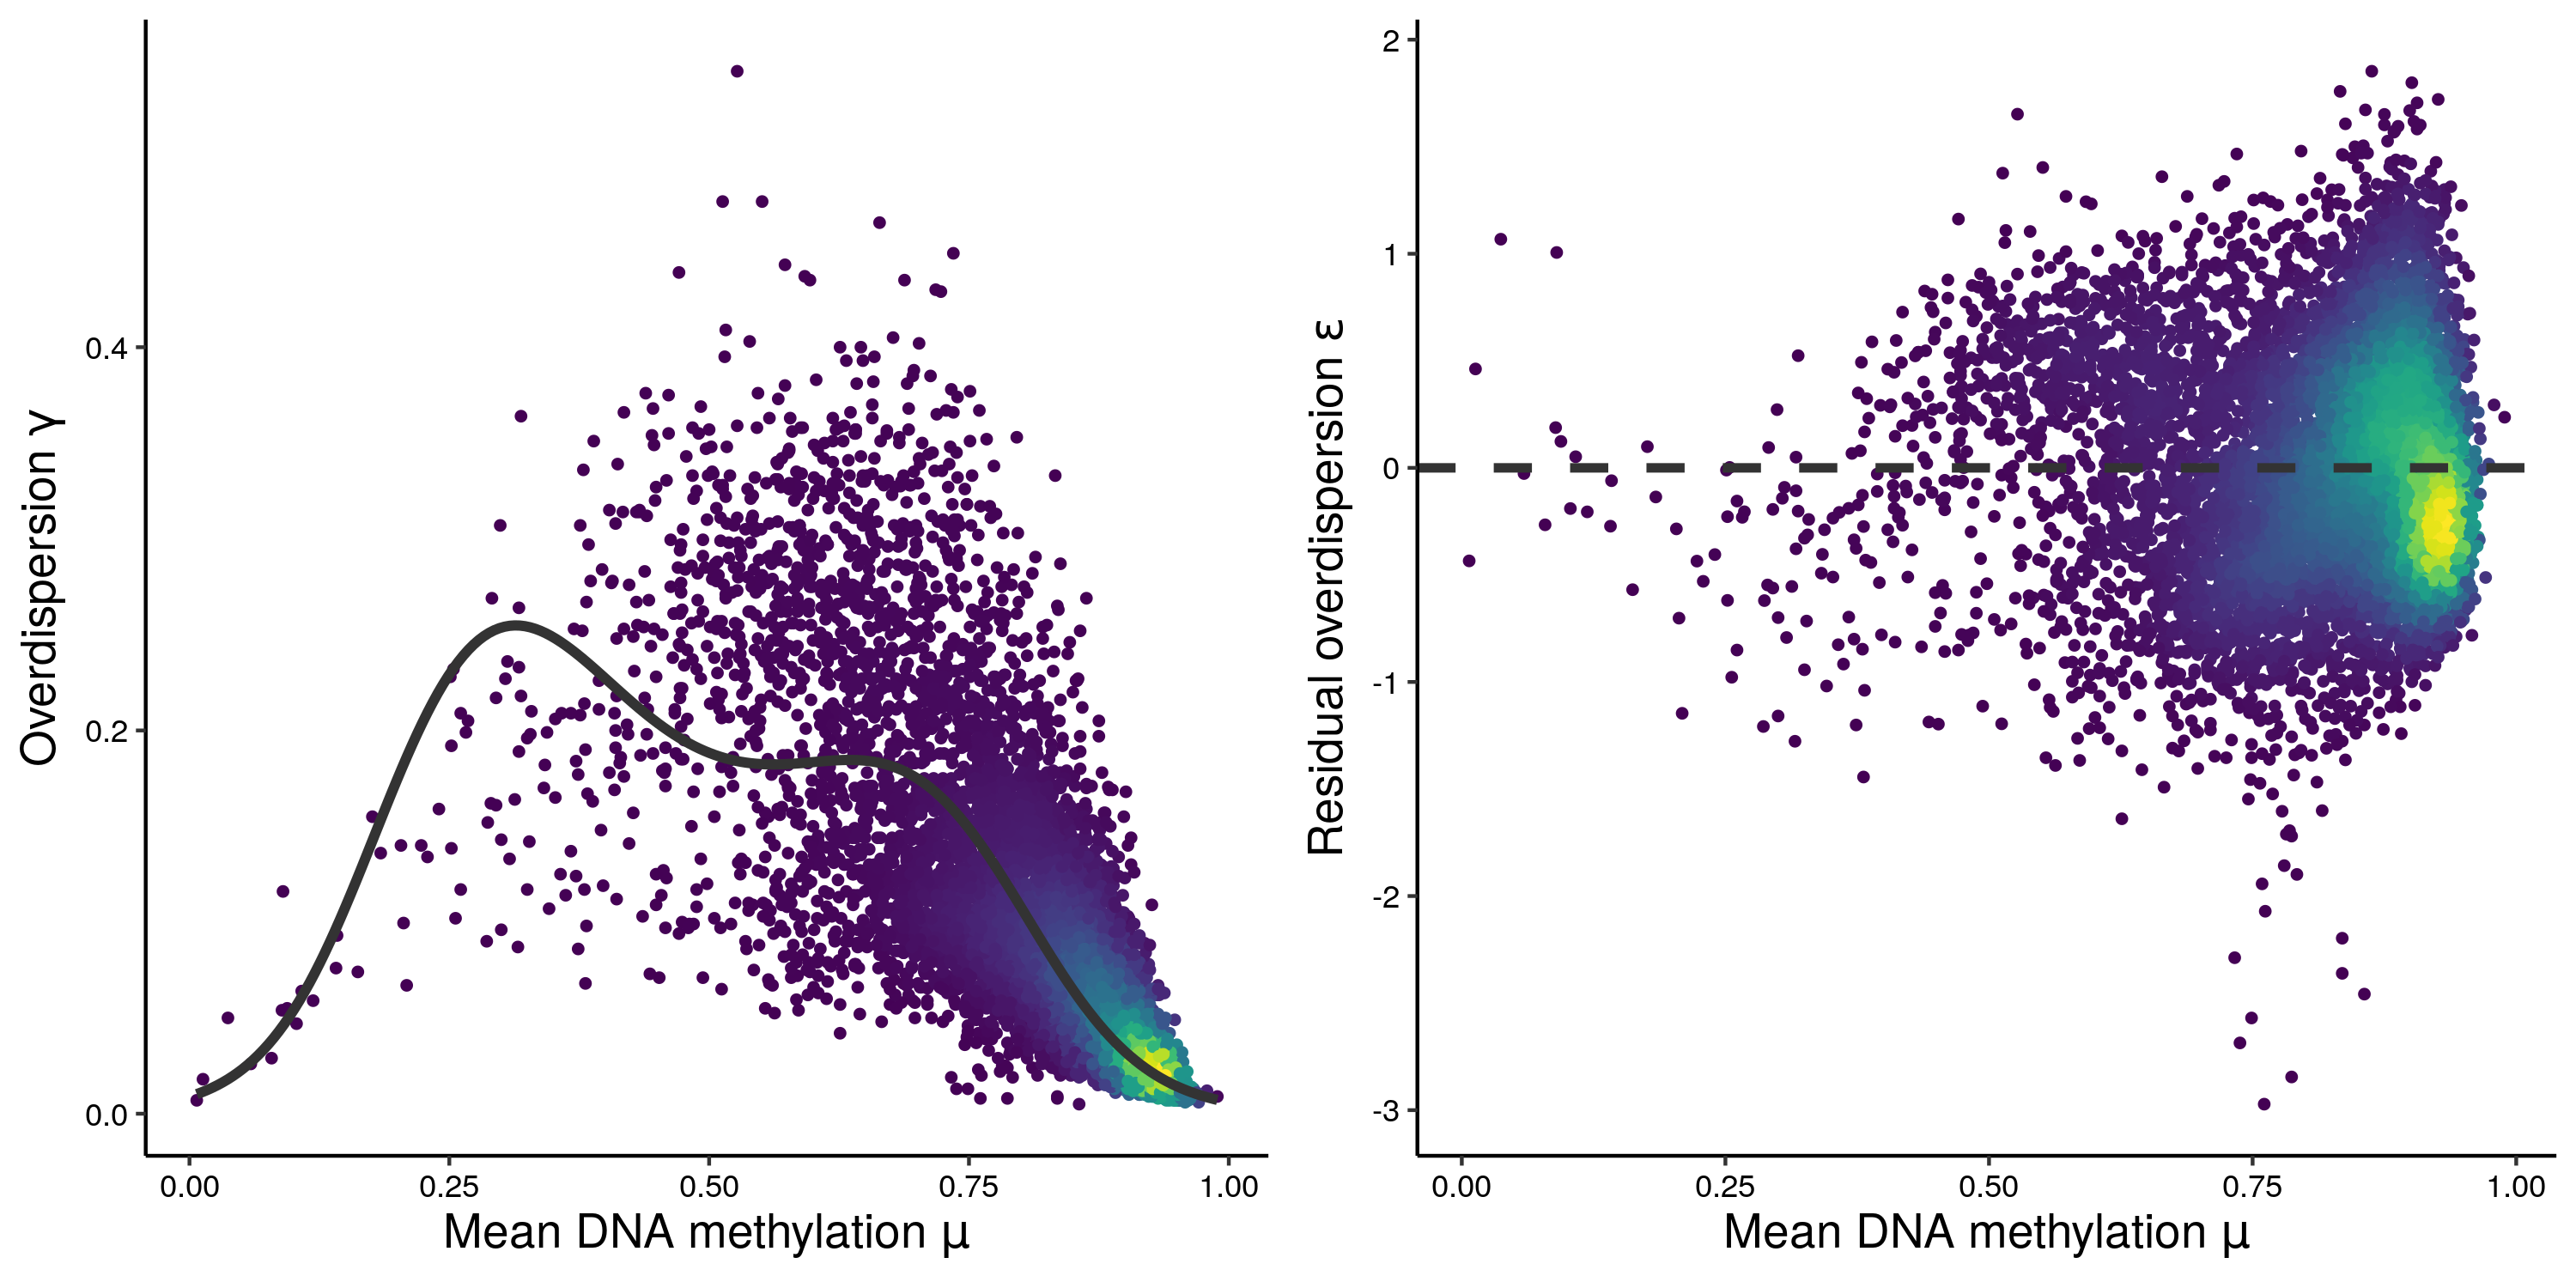 Overdispersion γ
0.4
0.2
0.0
0.00 0.25 0.50 0.75 1.00
Mean DNA methylation μ
Residual overdispersion ε
2
1
0
-1
-2
-3
0.00 0.25 0.50 0.75 1.00
Mean DNA methylation μ